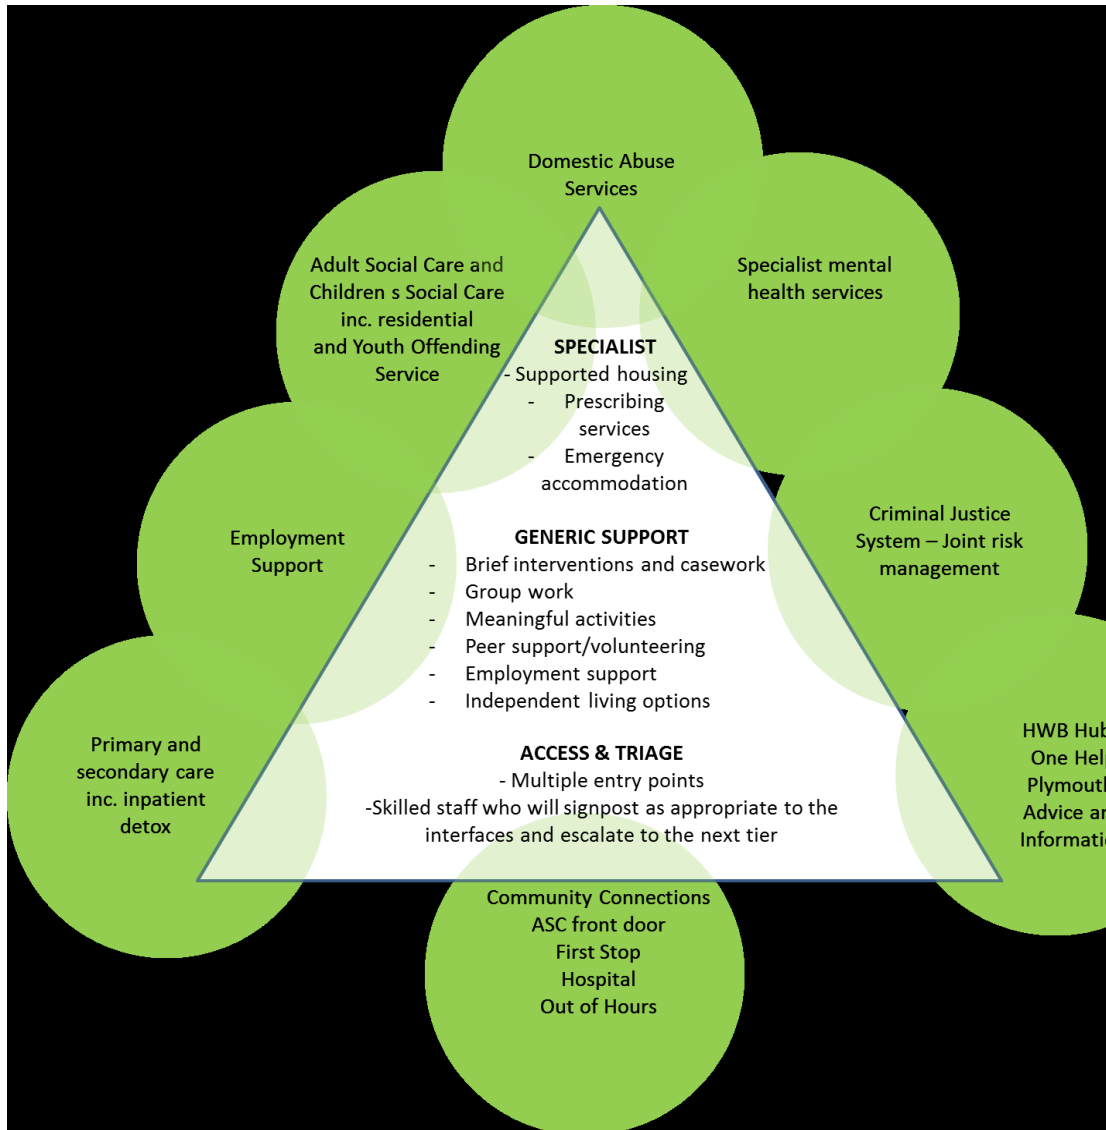 Domestic Abuse
Services
Adult Social Care and
Children s Social Care
inc. residential
and Youth Offending
Service
Specialist mental
health services
SPECIALIST
- Supported housing
- Prescribing
services
- Emergency
accommodation
Employment
Support
GENERIC SUPPORT
- Brief interventions and casework
- Group work
- Meaningful activities
- Peer support/volunteering
- Employment support
- Independent living options
Criminal Justice
System – Joint risk
management
Primary and
secondary care
inc. inpatient
detox
ACCESS & TRIAGE
- Multiple entry points
-Skilled staff who will signpost as appropriate to the
interfaces and escalate to the next tier
HWB Hub
One Help
Plymouth
Advice an
Informatio
Community Connections
ASC front door
First Stop
Hospital
Out of Hours